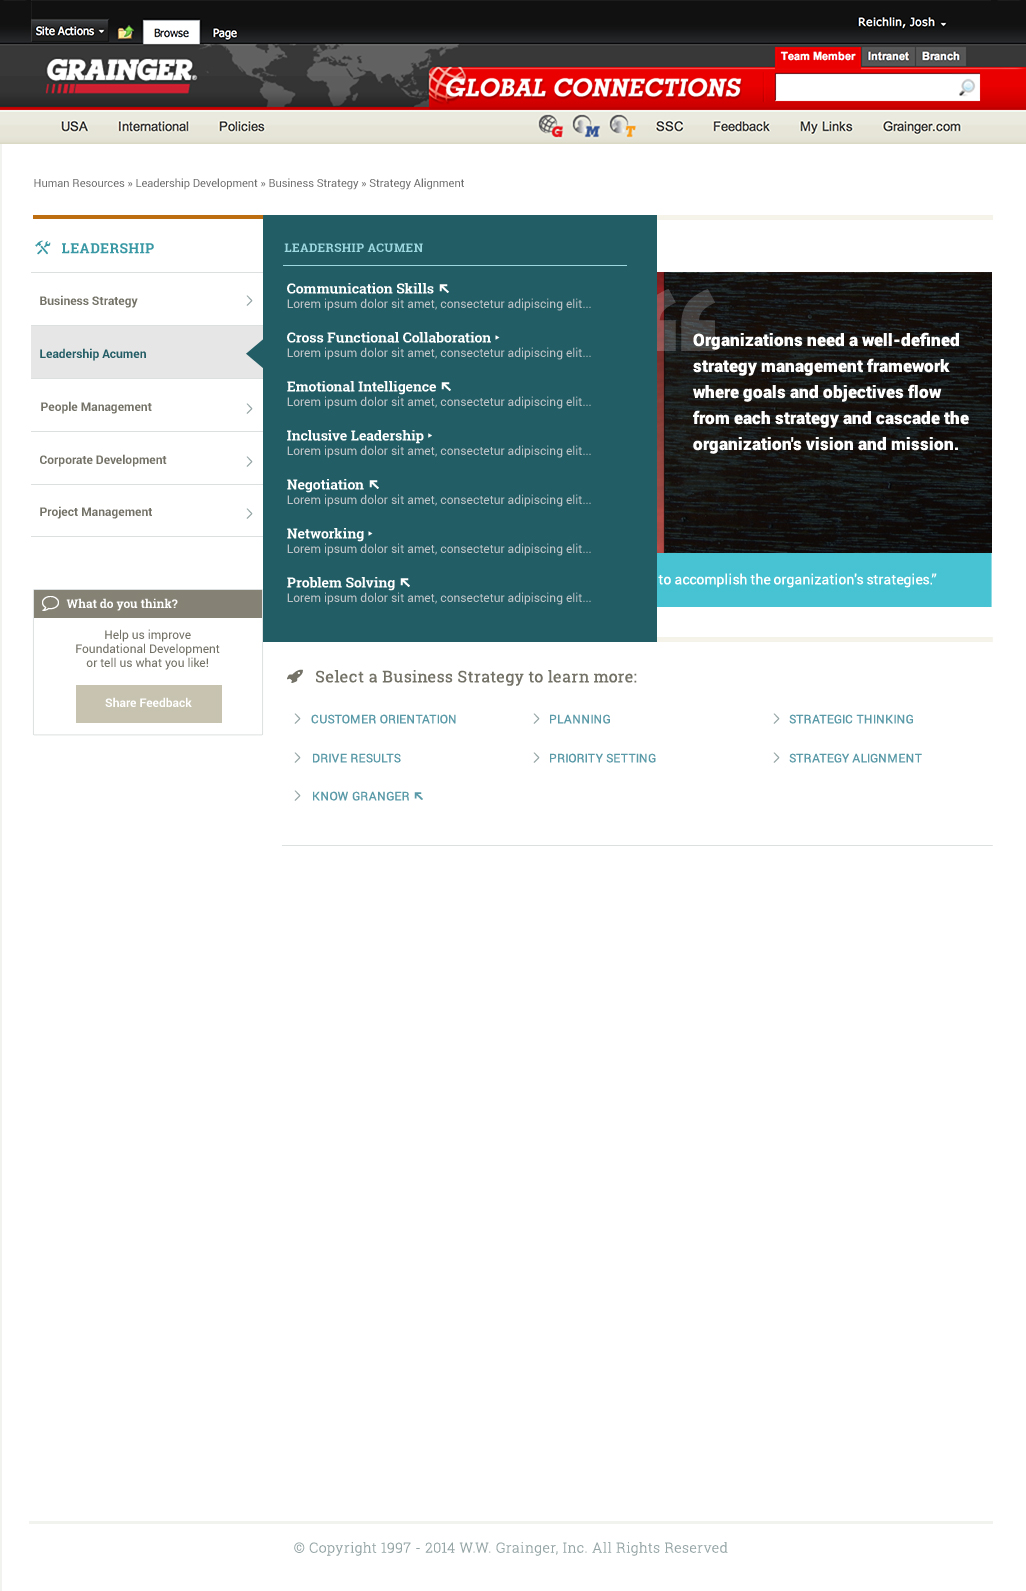 Reichlin, Josh
Site Actions
Browse
Page
GRAINGER
Team Member
Intranet
Branch
GLOBAL CONNECTIONS
USA
International
Policies
G
M
T
SSC
Feedback
My Links
Grainger.com
Human Resources » Leadership Development » Business Strategy » Strategy Alignment
LEADERSHIP
Business Strategy
Leadership Acumen
People Management
Corporate Development
Project Management
LEADERSHIP ACUMEN
Communication Skills
Lorem ipsum dolor sit amet, consectetur adipiscing elit...
Cross Functional Collaboration
Lorem ipsum dolor sit amet, consectetur adipiscing elit...
Emotional Intelligence
Lorem ipsum dolor sit amet, consectetur adipiscing elit...
Inclusive Leadership
Lorem ipsum dolor sit amet, consectetur adipiscing elit...
Negotiation
Lorem ipsum dolor sit amet, consectetur adipiscing elit...
Networking
Lorem ipsum dolor sit amet, consectetur adipiscing elit...
Problem Solving
Lorem ipsum dolor sit amet, consectetur adipiscing elit...
“
Organizations need a well-defined
strategy management framework
where goals and objectives flow
from each strategy and cascade the
organization's vision and mission.
to accomplish the organization's strategies.”
What do you think?
Help us improve
Foundational Development
or tell us what you like!
Share Feedback
Select a Business Strategy to learn more:
CUSTOMER ORIENTATION
PLANNING
STRATEGIC THINKING
DRIVE RESULTS
PRIORITY SETTING
STRATEGY ALIGNMENT
KNOW GRANGER
© Copyright 1997 - 2014 W.W. Grainger, Inc. All Rights Reserved